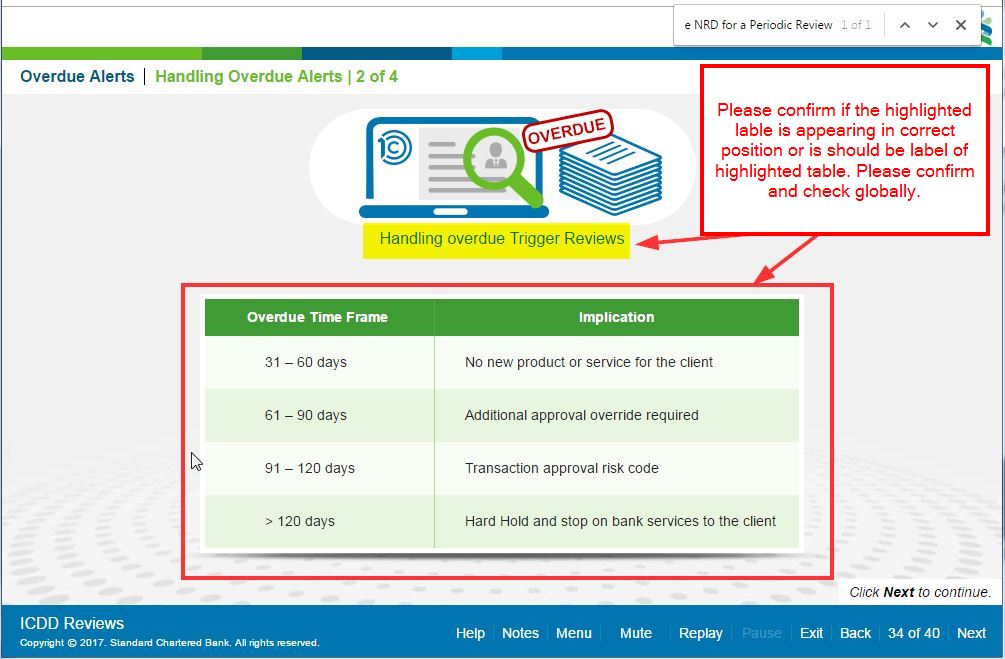 e NRD for a Periodic Review 1 of 1
Overdue Alerts | Handling Overdue Alerts | 2 of 4
Please confirm if the highlighted
lable is appearing in correct
position or is should be label of
highlighted table. Please confirm
and check globally.
OVERDUE
Handling overdue Trigger Reviews
Overdue Time Frame Implication
31 – 60 days No new product or service for the client
61 – 90 days Additional approval override required
91 – 120 days Transaction approval risk code
> 120 days Hard Hold and stop on bank services to the client
Click Next to continue.
ICDD Reviews
Copyright © 2017. Standard Chartered Bank. All rights reserved.
Help Notes Menu Mute Replay Pause Exit Back 34 of 40 Next